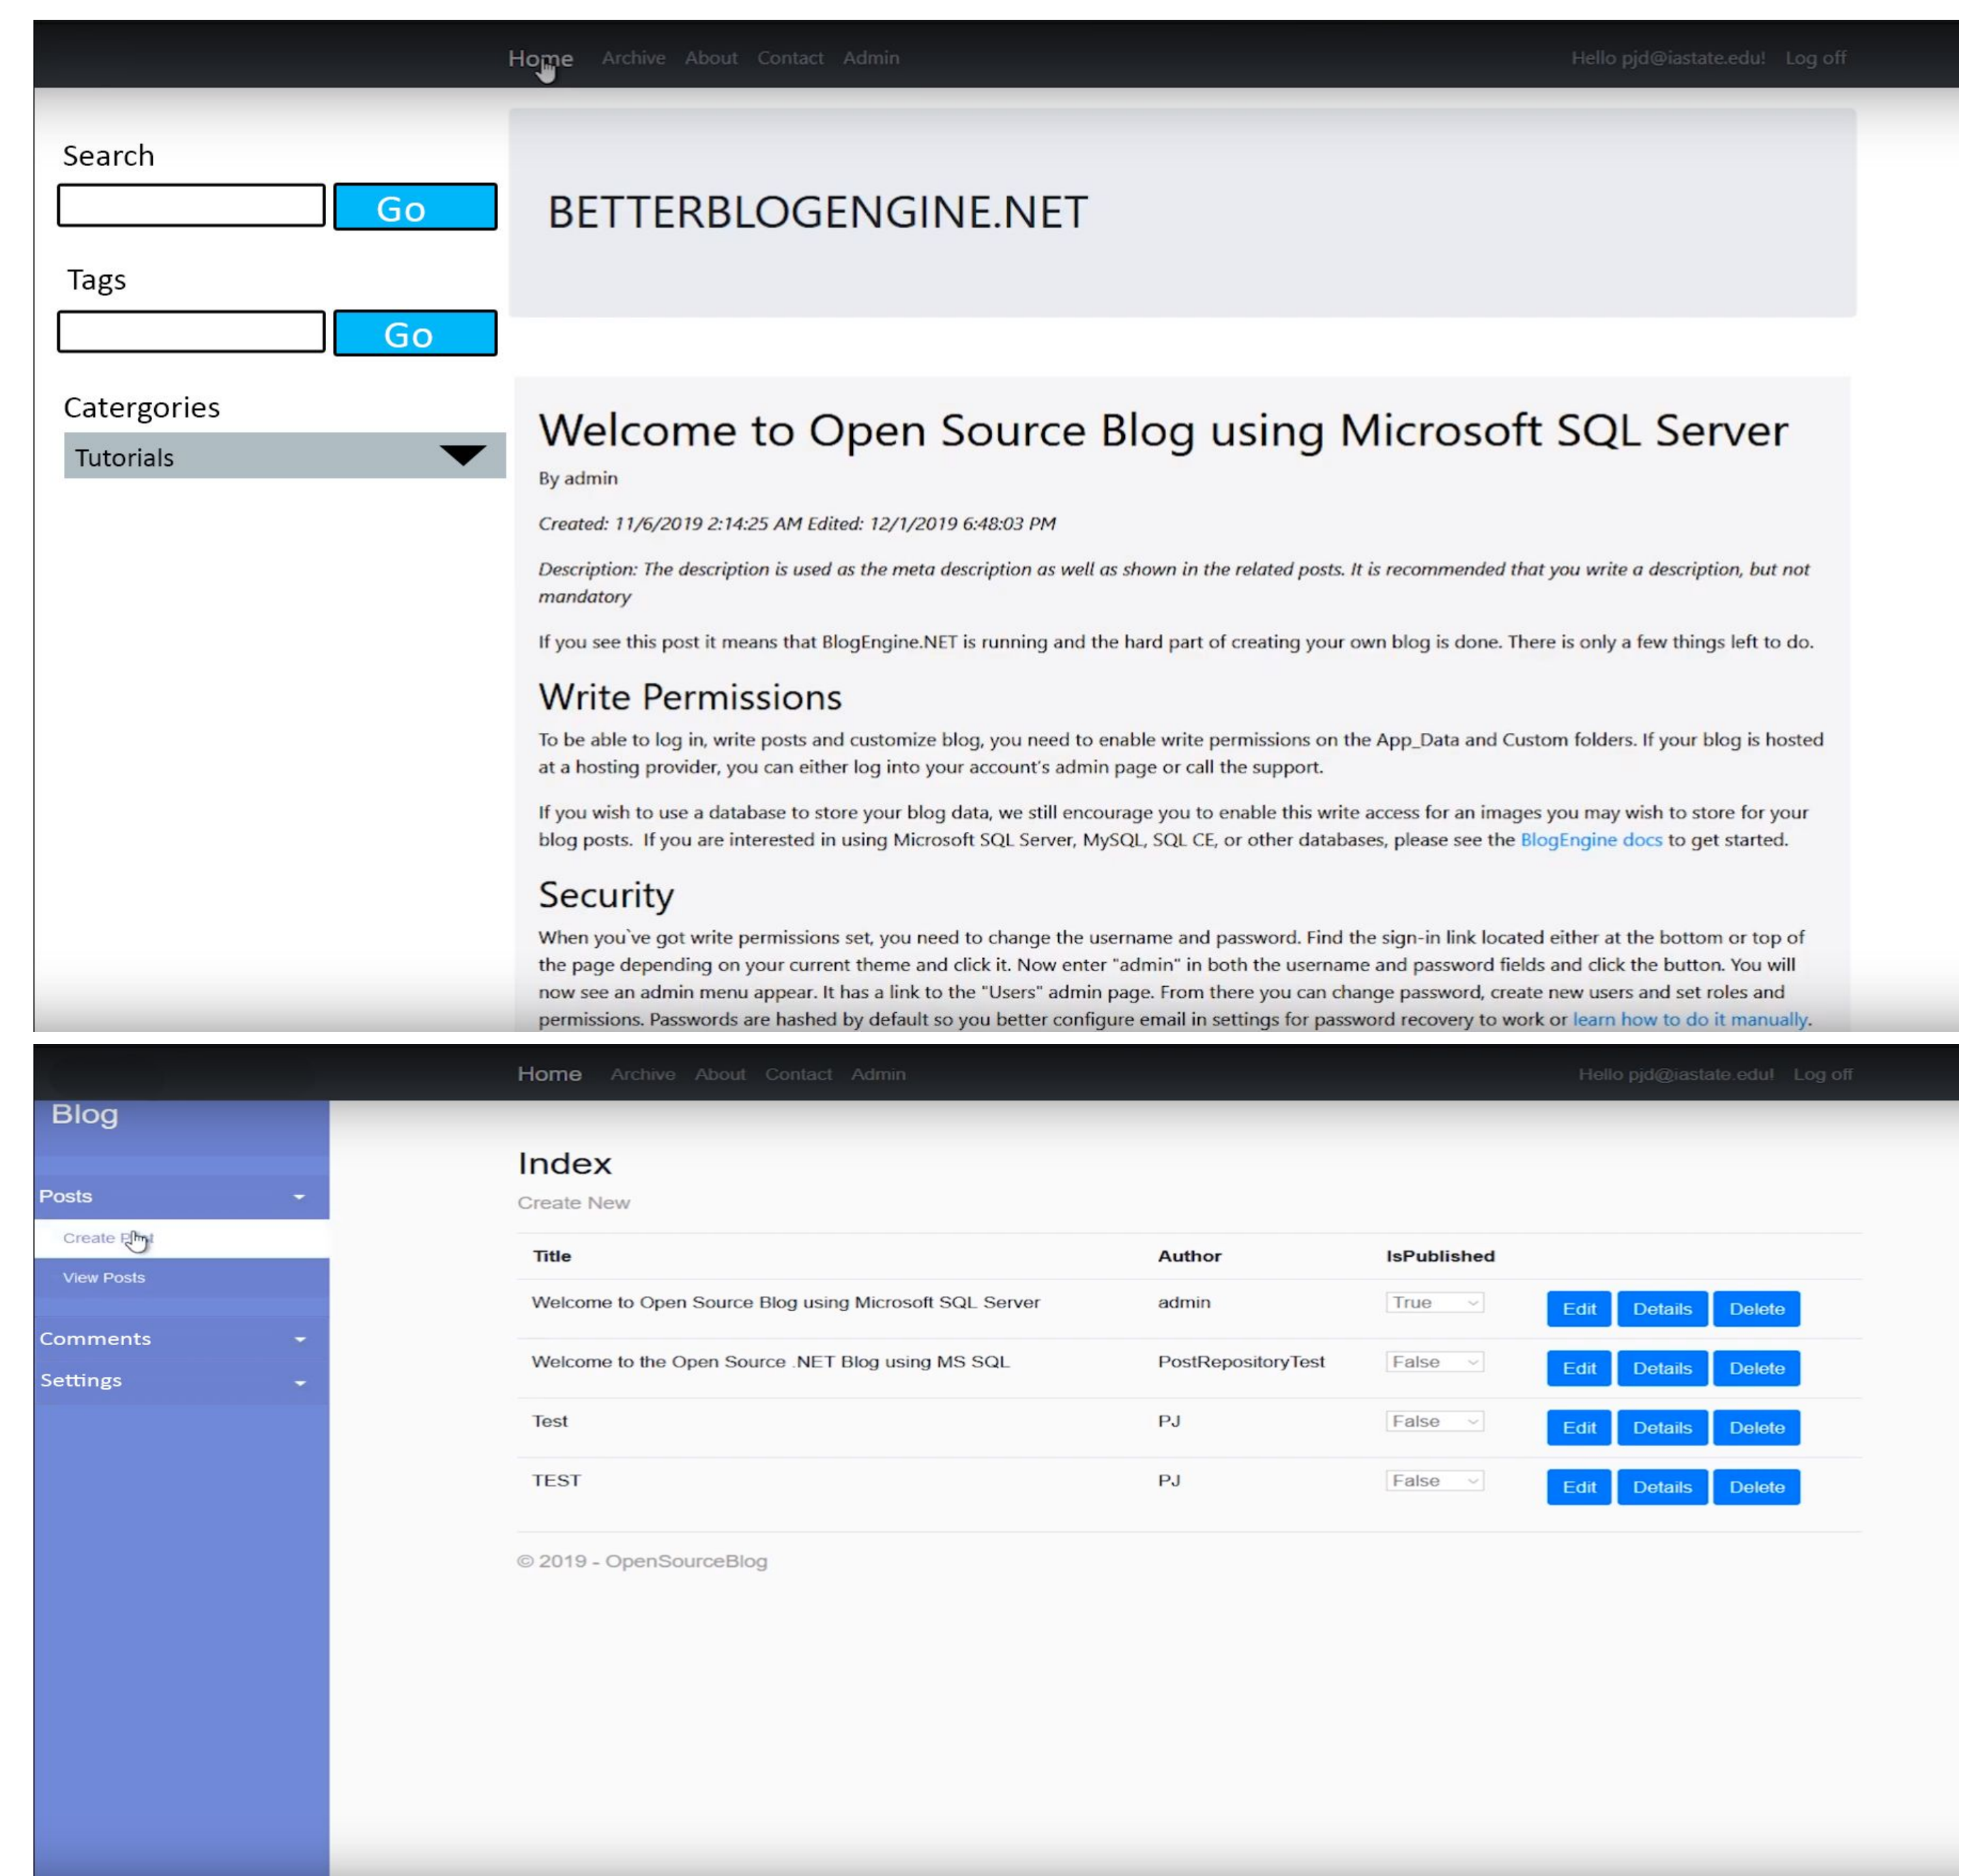 Home Archive About Contact Admin Hello pjd@iastate.edu! Log off
Search
Go
Tags
Go
Catergories
Tutorials
BETTERBLOGENGINE.NET
Welcome to Open Source Blog using Microsoft SQL Server
By admin
Created: 11/6/2019 2:14:25 AM Edited: 12/1/2019 6:48:03 PM
Description: The description is used as the meta description as well as shown in the related posts. It is recommended that you write a description, but not
mandatory
If you see this post it means that BlogEngine.NET is running and the hard part of creating your own blog is done. There is only a few things left to do.
Write Permissions
To be able to log in, write posts and customize blog, you need to enable write permissions on the App_Data and Custom folders. If your blog is hosted
at a hosting provider, you can either log into your account's admin page or call the support.
If you wish to use a database to store your blog data, we still encourage you to enable this write access for an images you may wish to store for your
blog posts. If you are interested in using Microsoft SQL Server, MySQL, SQL CE, or other databases, please see the BlogEngine docs to get started.
Security
When you`ve got write permissions set, you need to change the username and password. Find the sign-in link located either at the bottom or top of
the page depending on your current theme and click it. Now enter "admin" in both the username and password fields and click the button. You will
now see an admin menu appear. It has a link to the "Users" admin page. From there you can change password, create new users and set roles and
permissions. Passwords are hashed by default so you better configure email in settings for password recovery to work or learn how to do it manually.
Home Archive About Contact Admin Hello pjd@iastate.edu! Log off
Blog
Posts
Create Post
View Posts
Comments
Settings
Index
Create New
Title Author IsPublished
Welcome to Open Source Blog using Microsoft SQL Server admin True Edit Details Delete
Welcome to the Open Source .NET Blog using MS SQL PostRepositoryTest False Edit Details Delete
Test PJ False Edit Details Delete
TEST PJ False Edit Details Delete
© 2019 - OpenSourceBlog